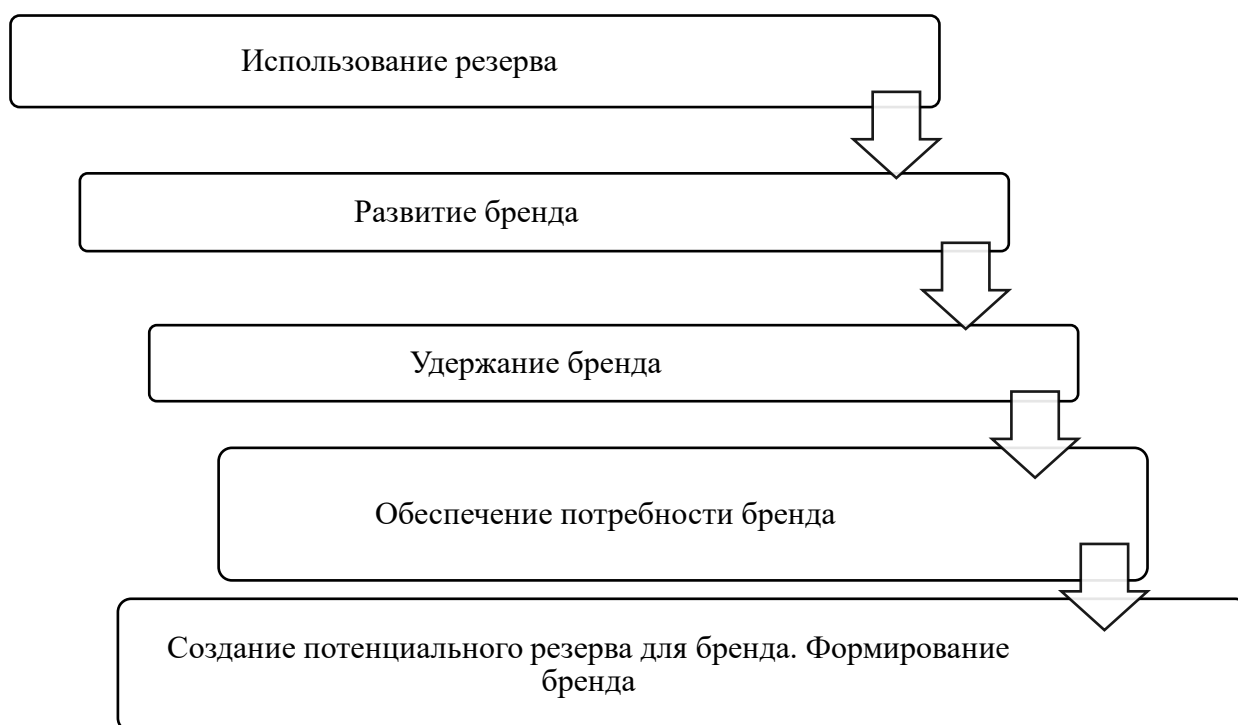 Использование резерва
Развитие бренда
Удержание бренда
Обеспечение потребности бренда
Создание потенциального резерва для бренда. Формирование
бренда